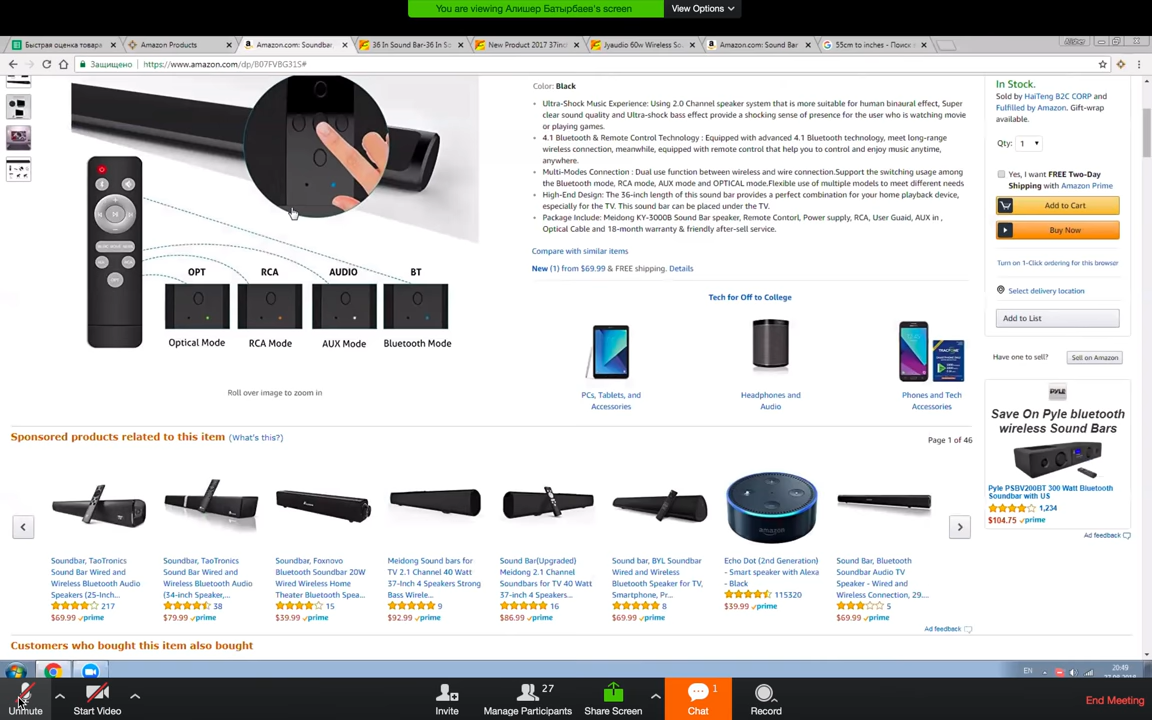 You are viewing Алишер Батырбаев's screen
View Options
Быстрая оценка товара
Amazon Products
Amazon.com: Soundbar,
36 In Sound Bar-36 In So
New Product 2017 37inch
Jyaudio 60w Wireless So
Amazon.com: Sound Bar
55cm to inches - Поиск
Защищено
https://www.amazon.com/dp/B07FVBG31S#
Color: Black
Ultra-Shock Music Experience: Using 2.0 Channel speaker system that is more suitable for human binaural effect, Super
clear sound quality and Ultra-shock bass effect provide a shocking sense of presence for the user who is watching movie
or playing games.
4.1 Bluetooth & Remote Control Technology : Equipped with advanced 4.1 Bluetooth technology, meet long-range
wireless connection, meanwhile, equipped with remote control that help you to control and enjoy music anytime,
anywhere.
Multi-Modes Connection : Dual use function between wireless and wire connection.Support the switching usage among
the Bluetooth mode, RCA mode, AUX mode and OPTICAL mode.Flexible use of multiple models to meet different needs
High-End Design: The 36-inch length of this sound bar provides a perfect combination for your home playback device,
especially for the TV. This sound bar can be placed under the TV.
Package Include: Meidong KY-3000B Sound Bar speaker, Remote Contorl, Power supply, RCA, User Guaid, AUX in ,
Optical Cable and 18-month warranty & friendly after-sell service.
Compare with similar items
New (1) from $69.99 & FREE shipping. Details
Tech for Off to College
PCs, Tablets, and
Accessories
Headphones and
Audio
Phones and Tech
Accessories
In Stock.
Sold by HaiTeng B2C CORP and
Fulfilled by Amazon. Gift-wrap
available.
Qty: 1
Yes, I want FREE Two-Day
Shipping with Amazon Prime
Add to Cart
Buy Now
Turn on 1-Click ordering for this browser
Select delivery location
Add to List
Have one to sell?
Sell on Amazon
OPT
RCA
AUDIO
BT
Optical Mode
RCA Mode
AUX Mode
Bluetooth Mode
Roll over image to zoom in
PYLE
Save On Pyle bluetooth
wireless Sound Bars
Pyle PSBV200BT 300 Watt Bluetooth
Soundbar with US
1,234
$104.75 prime
Ad feedback
Sponsored products related to this item (What's this?)
Page 1 of 46
Soundbar, TaoTronics
Sound Bar Wired and
Wireless Bluetooth Audio
Speakers (25-Inch...
217
$69.99 prime
Soundbar, TaoTronics
Sound Bar Wired and
Wireless Bluetooth Audio
(34-inch Speaker,...
38
$79.99 prime
Soundbar, Foxnovo
Bluetooth Soundbar 20W
Wired Wireless Home
Theater Bluetooth Spea...
15
$39.99 prime
Meidong Sound bars for
TV 2.1 Channel 40 Watt
37-Inch 4 Speakers Strong
Bass Wirele...
9
$92.99 prime
Sound Bar(Upgraded)
Meidong 2.1 Channel
Soundbars for TV 40 Watt
37-inch 4 Speakers...
16
$86.99 prime
Sound bar, BYL Soundbar
Wired and Wireless
Bluetooth Speaker for TV,
Smartphone, Pr...
8
$69.99 prime
Echo Dot (2nd Generation)
- Smart speaker with Alexa
- Black
115320
$39.99 prime
Sound Bar, Bluetooth
Soundbar Audio TV
Speaker - Wired and
Wireless Connection, 29....
5
$69.99 prime
Ad feedback
Customers who bought this item also bought
EN
20:49
Unmute
Start Video
Invite
27
Manage Participants
Share Screen
1
Chat
Record
End Meeting